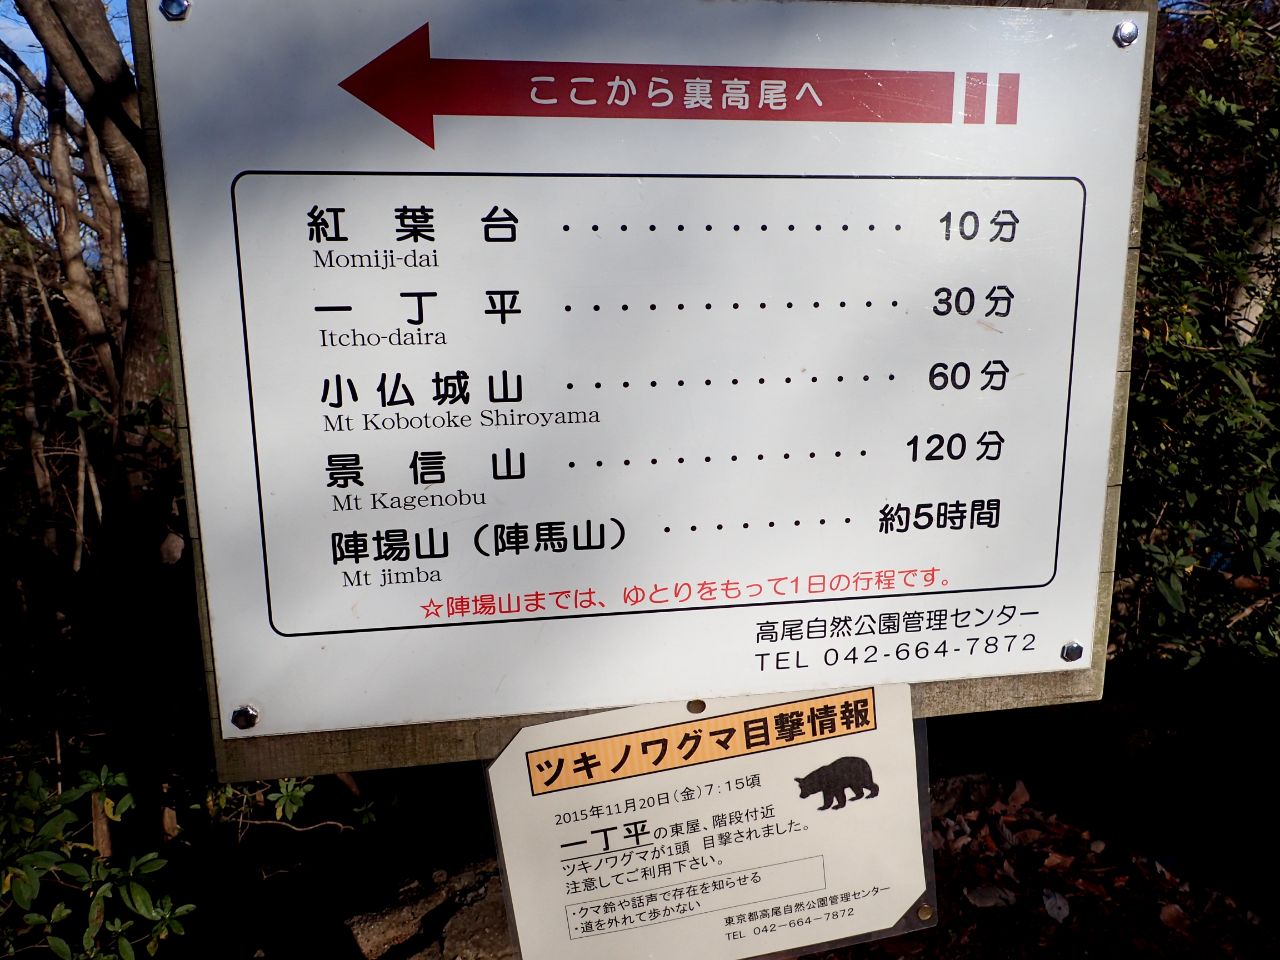 ここから裏高尾へ
紅葉台 ・・・・・・・・・・・・・ 10分
Momiji-dai
一丁平 ・・・・・・・・・・・・・ 30分
Itcho-daira
小仏城山 ・・・・・・・・・・・・ 60分
Mt Kobotoke Shiroyama
景信山 ・・・・・・・・・・・・ 120分
Mt Kagenobu
陣場山（陣馬山） ・・・・・・・・ 約5時間
Mt jimba
☆陣場山までは、ゆとりをもって1日の行程です。
高尾自然公園管理センター
TEL 042-664-7872
ツキノワグマ目撃情報
2015年11月20日(金)7：15頃
一丁平の東屋、階段付近
ツキノワグマが1頭 目撃されました。
注意してご利用下さい。
・クマ鈴や話声で存在を知らせる
・道を外れて歩かない
東京都高尾自然公園管理センター
TEL 042-664-7872